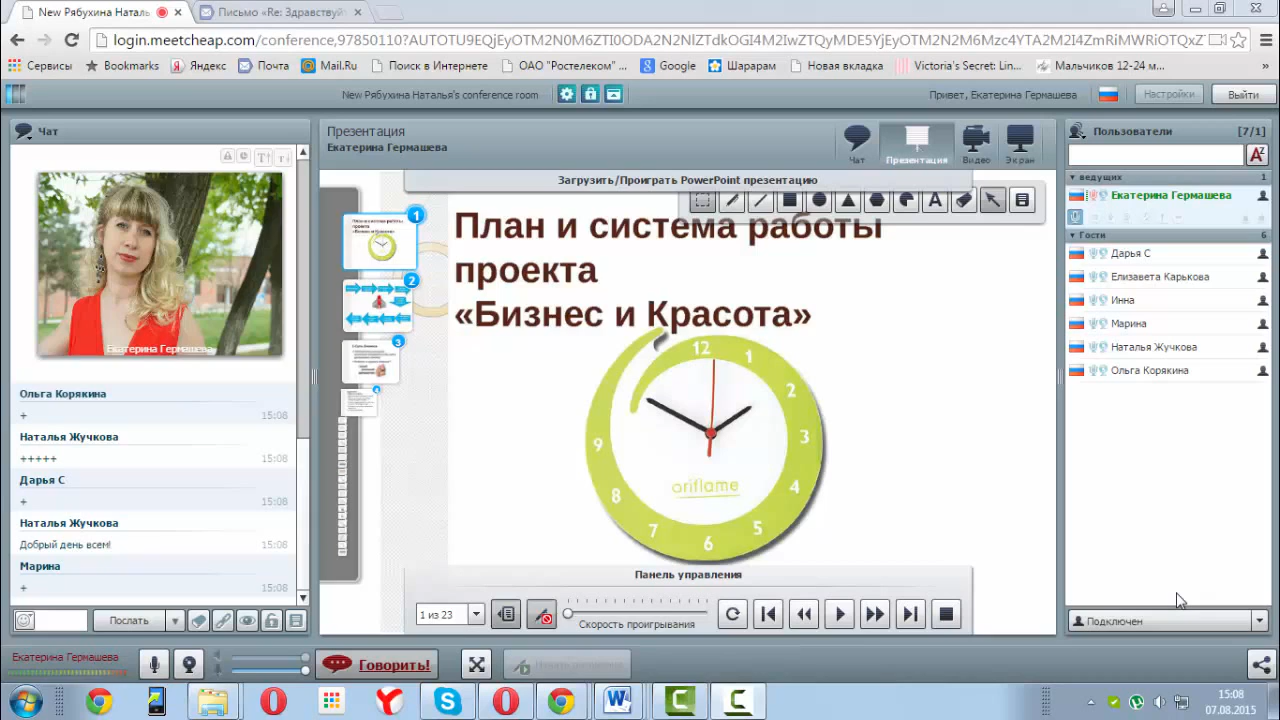 New Рябухина Наталь
Письмо «Re: Здравствуй
login.meetcheap.com/conference,97850110?AUTOTU9EQjEyOTM2N0M6ZTI0ODA2N2NlZTdkOGI4M2IwZTQyMDE5YjEyOTM2N2M6Mzc4YTA2M2I4ZmRiMWRiOTQxZT
Сервисы
Bookmarks
Яндекс
Почта
Mail.Ru
Поиск в Интернете
ОАО "Ростелеком" ...
Google
Шарарам
Новая вкладка
Victoria's Secret: Lin...
Мальчиков 12-24 м...
»
New Рябухина Наталья's conference room
Привет, Екатерина Гермашева
Настройки
Выйти
Чат
Екатерина Гермашева
Ольга Корякина
+ 15:08
Наталья Жучкова
+++++ 15:08
Дарья С
+ 15:08
Наталья Жучкова
Добрый день всем! 15:08
Марина
+ 15:08
Послать
Презентация
Екатерина Гермашева
Чат
Презентация
Видео
Экран
Загрузить/Проиграть PowerPoint презентацию
A
1
2
3
План и система работы
проекта
«Бизнес и Красота»
12
1
2
3
4
5
6
7
8
9
oriflame
Панель управления
1 из 23
Скорость проигрывания
Пользователи [7/1]
AZ
ведущих 1
Екатерина Гермашева
Гости 6
Дарья С
Елизавета Карькова
Инна
Марина
Наталья Жучкова
Ольга Корякина
Подключен
Екатерина Гермашева
Говорить!
15:08
07.08.2015